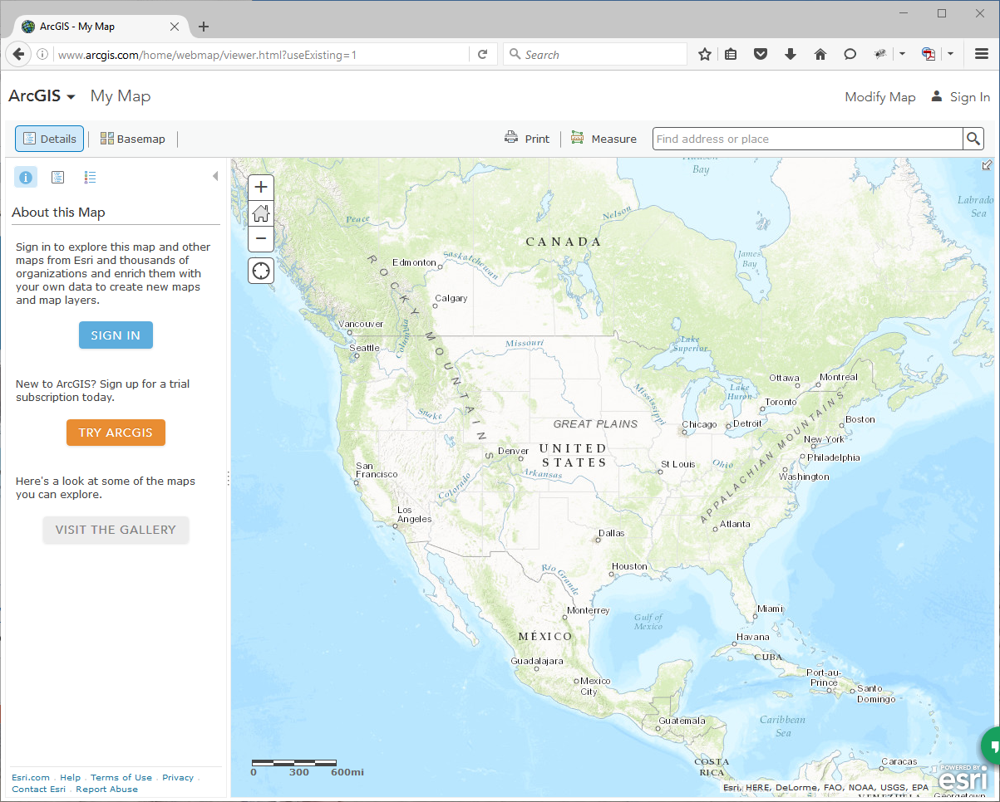 ArcGIS - My Map
www.arcgis.com/home/webmap/viewer.html?useExisting=1
Search
ArcGIS
My Map
Modify Map
Sign In
Details
Basemap
Print
Measure
Find address or place
About this Map
Sign in to explore this map and other
maps from Esri and thousands of
organizations and enrich them with
your own data to create new maps
and map layers.
SIGN IN
New to ArcGIS? Sign up for a trial
subscription today.
TRY ARCGIS
Here's a look at some of the maps
you can explore.
VISIT THE GALLERY
Esri.com . Help . Terms of Use . Privacy .
Contact Esri . Report Abuse
Hudson
Bay
Labrador
Sea
Peace
Nelson
CANADA
James
Bay
Edmonton
Saskatchewan
ROCKY MOUNTAINS
Calgary
Vancouver
Columbia
Seattle
Missouri
Lake
Superior
Ottawa
Montreal
Lake
Huron
Mississippi
Toronto
Snake
GREAT PLAINS
Chicago
Detroit
Boston
APPALACHIAN MOUNTAINS
New York
Denver
UNITED
STATES
Philadelphia
San
Francisco
St Louis
Ohio
Arkansas
Washington
Colorado
Los
Angeles
Atlanta
Dallas
Houston
Rio Grande
Monterrey
Gulf of
Mexico
Miami
MÉXICO
Havana
CUBA
Guadalajara
Port-au-
Prince
Mexico
City
Santo
Domingo
Guatemala
Caribbean
Sea
COSTA
RICA
Caracas
0 300 600mi
POWERED BY
esri
Esri, HERE, DeLorme, FAO, NOAA, USGS, EPA
VENEZUELA
Georgetown